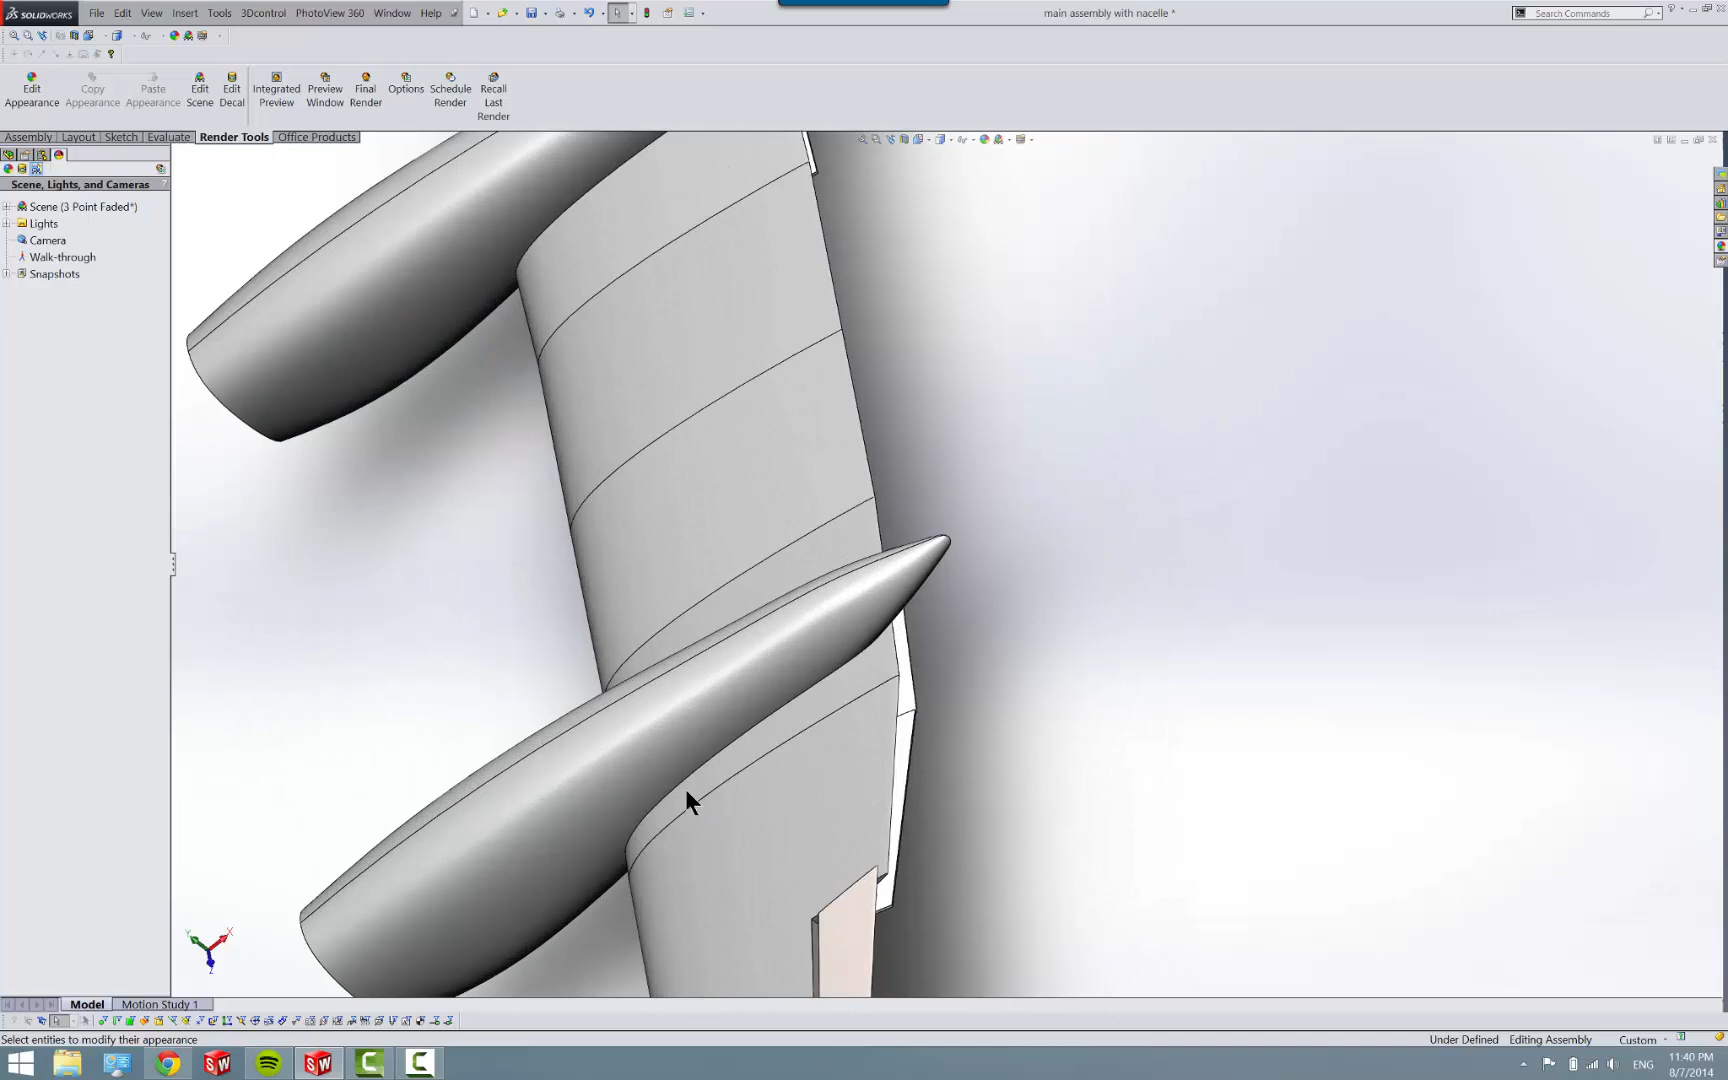 SOLIDWORKS File Edit View Insert Tools 3Dcontrol PhotoView 360 Window Help main assembly with nacelle * Search Commands
Edit Appearance
Copy Appearance
Paste Appearance
Edit Scene
Edit Decal
Integrated Preview
Preview Window
Final Render
Options
Schedule Render
Recall Last Render
Assembly Layout Sketch Evaluate Render Tools Office Products
Scene, Lights, and Cameras
Scene (3 Point Faded*)
Lights
Camera
Walk-through
Snapshots
Y X
Z
Model Motion Study 1
Select entities to modify their appearance Under Defined Editing Assembly Custom
ENG 11:40 PM
8/7/2014